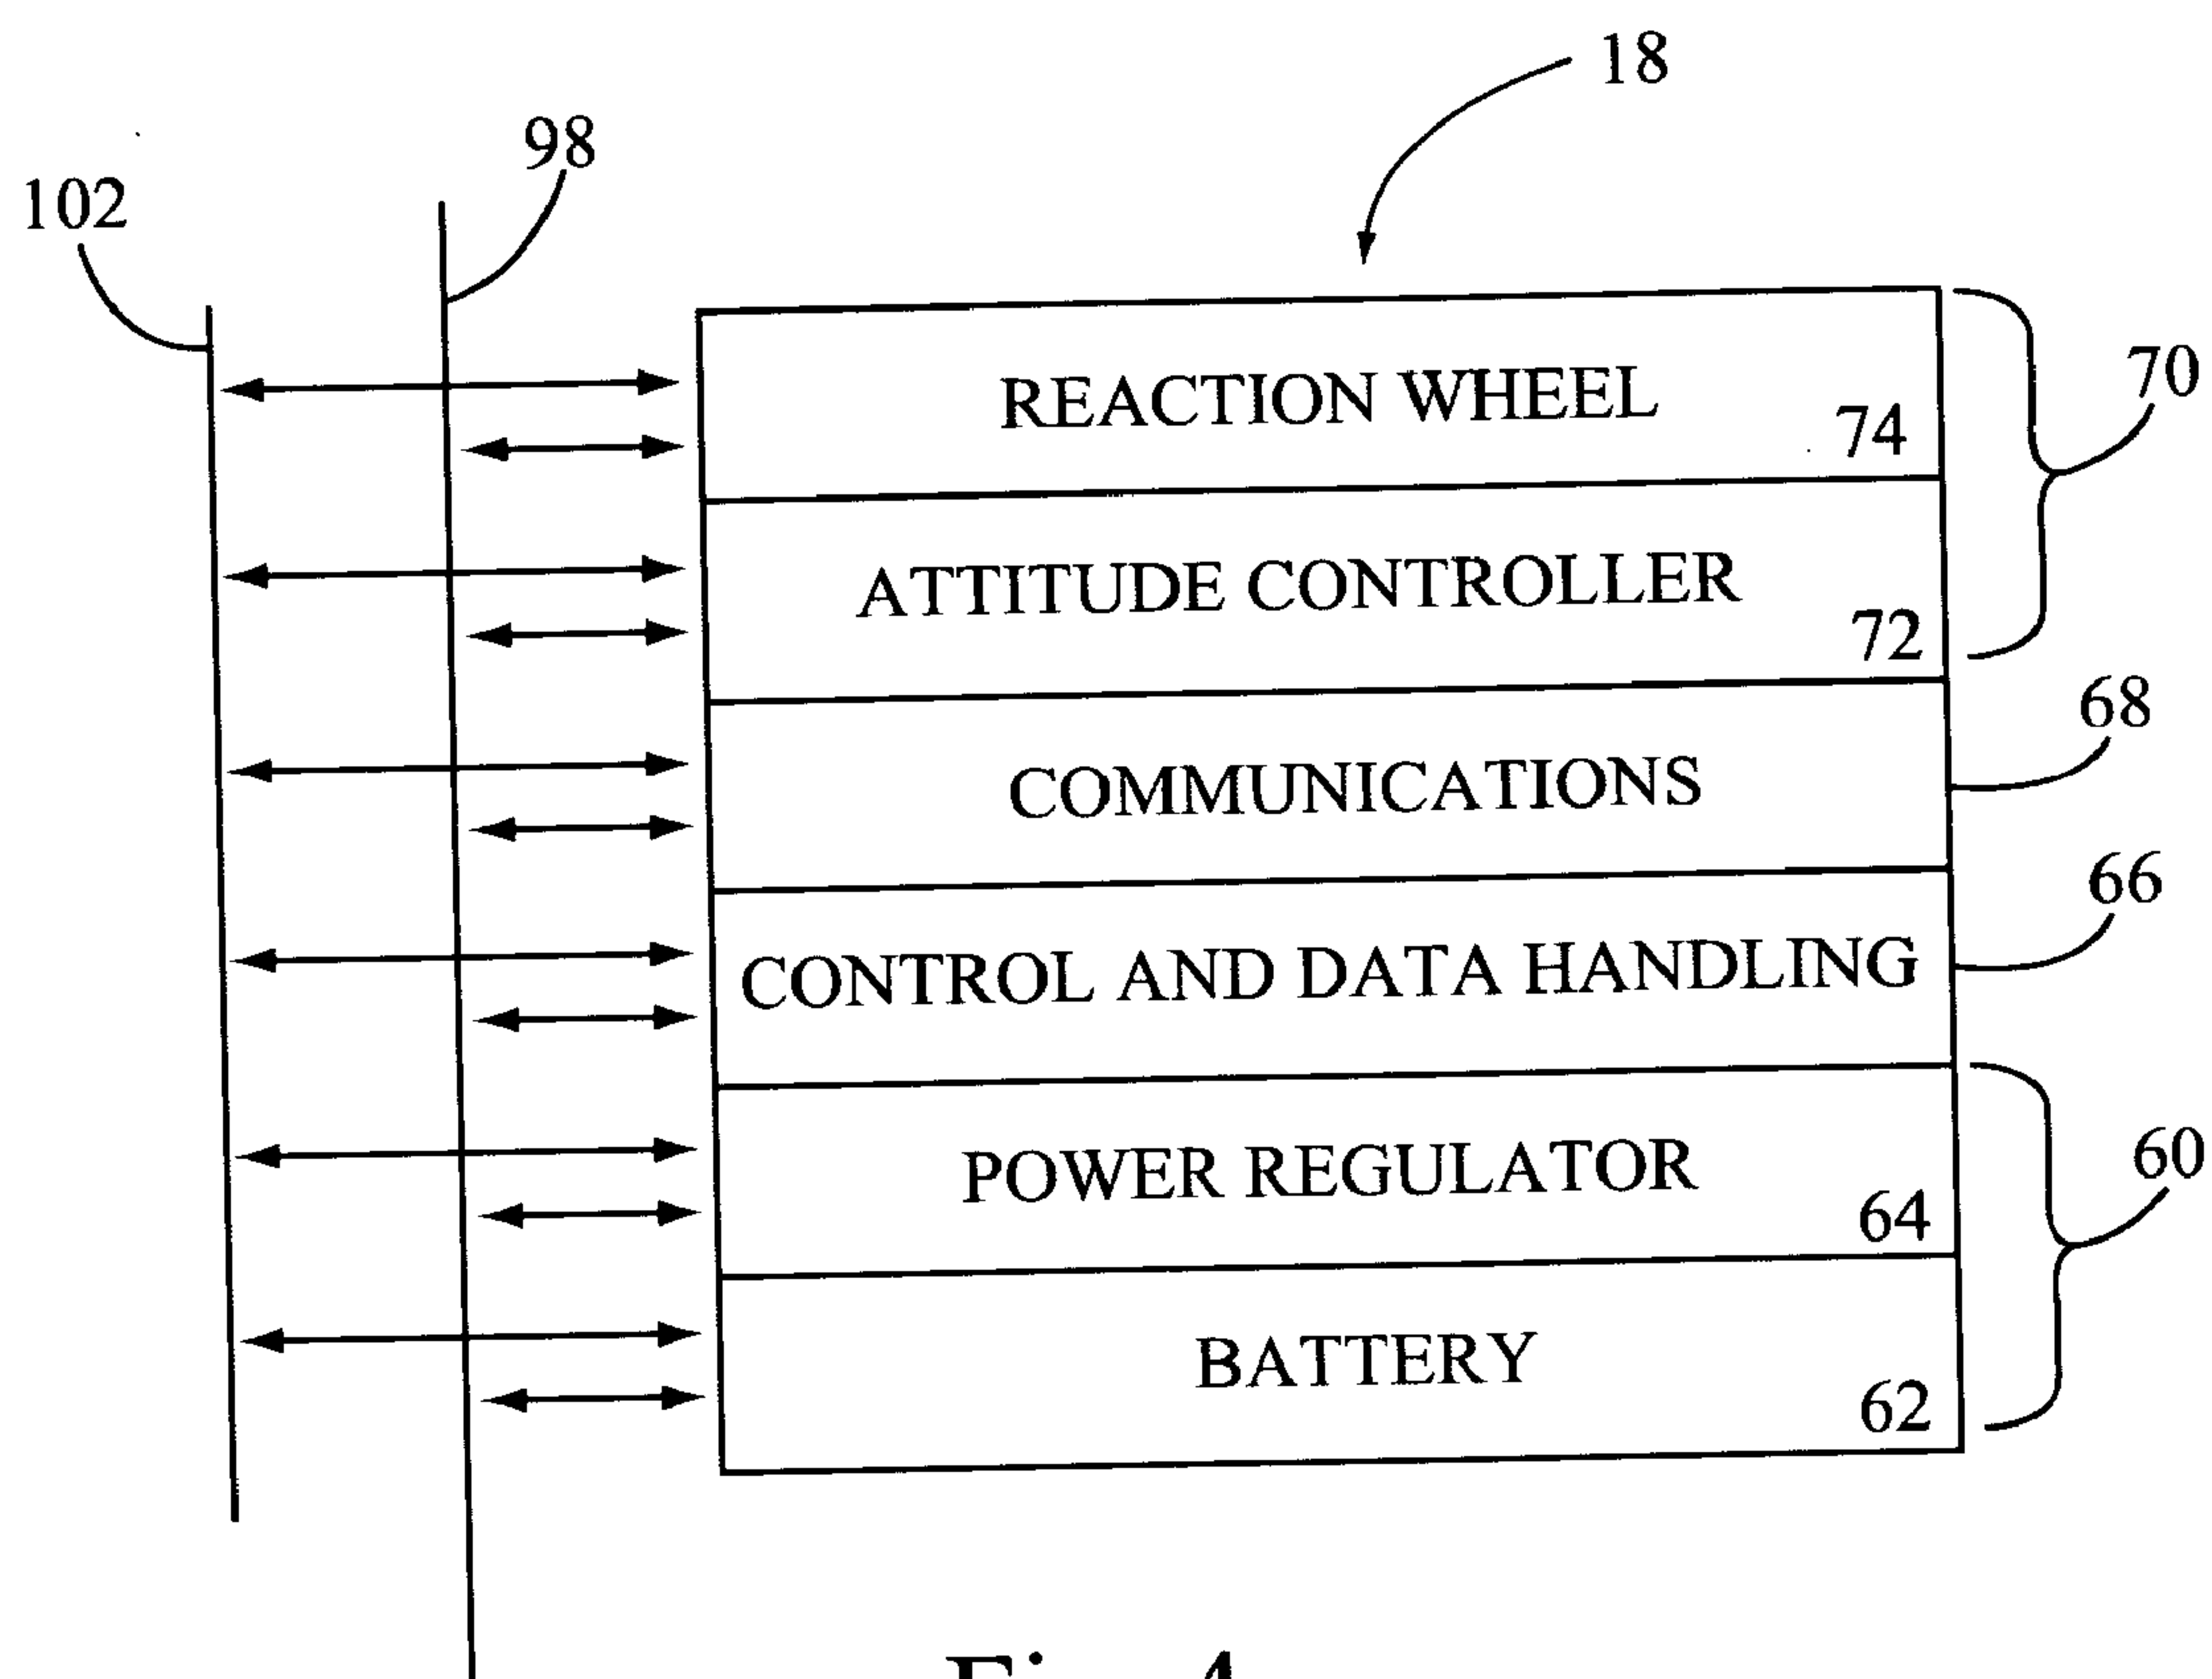 18
98
102
REACTION WHEEL
74
70
ATTITUDE CONTROLLER
72
68
COMMUNICATIONS
66
CONTROL AND DATA HANDLING
POWER REGULATOR
64
60
BATTERY
62